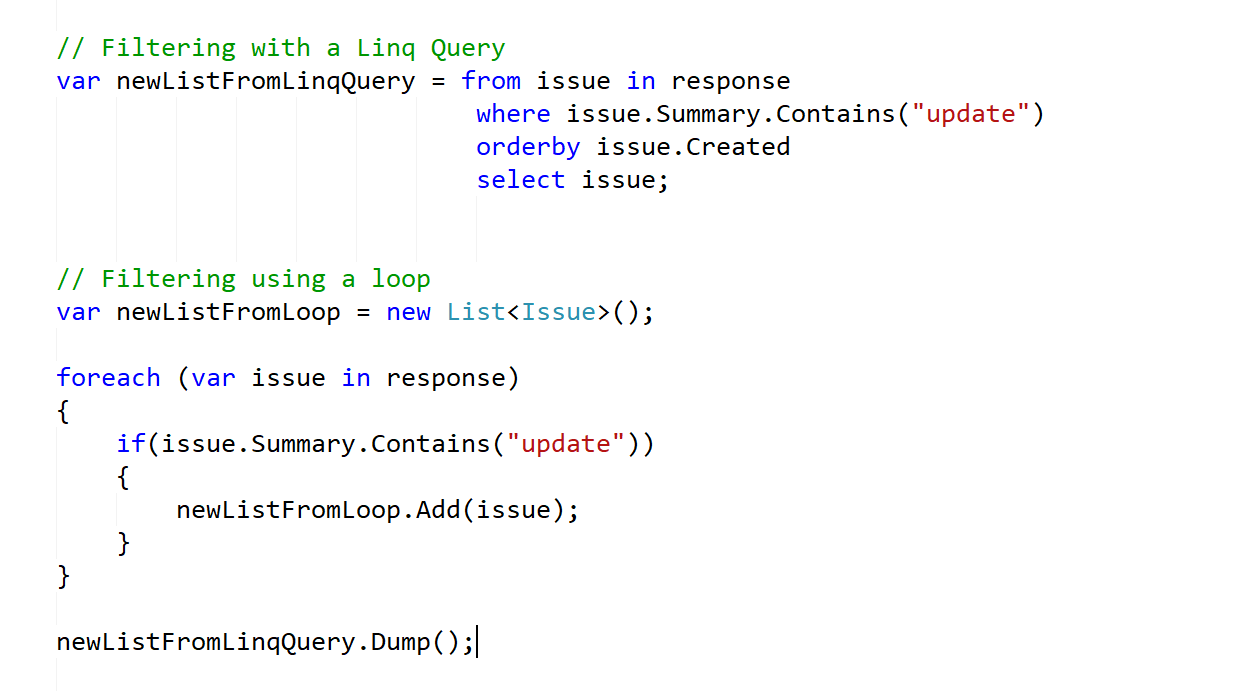 // Filtering with a Linq Query
var newListFromLinqQuery = from issue in response
                            where issue.Summary.Contains("update")
                            orderby issue.Created
                            select issue;
// Filtering using a loop
var newListFromLoop = new List<Issue>();
foreach (var issue in response)
{
    if(issue.Summary.Contains("update"))
    {
        newListFromLoop.Add(issue);
    }
}
newListFromLinqQuery.Dump();